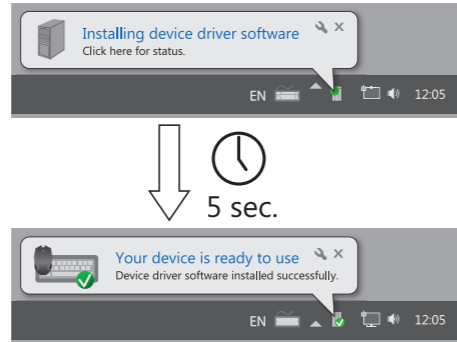 Installing device driver software
Click here for status.
EN 12:05
5 sec.
Your device is ready to use
Device driver software installed successfully.
EN 12:05